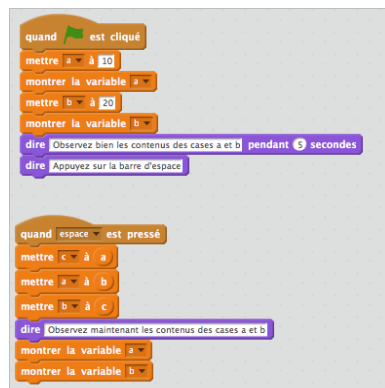 quand est cliqué
mettre a à 10
montrer la variable a
mettre b à 20
montrer la variable b
dire Observez bien les contenus des cases a et b pendant 5 secondes
dire Appuyez sur la barre d'espace
quand espace est pressé
mettre c à a
mettre a à b
mettre b à c
dire Observez maintenant les contenus des cases a et b
montrer la variable a
montrer la variable b